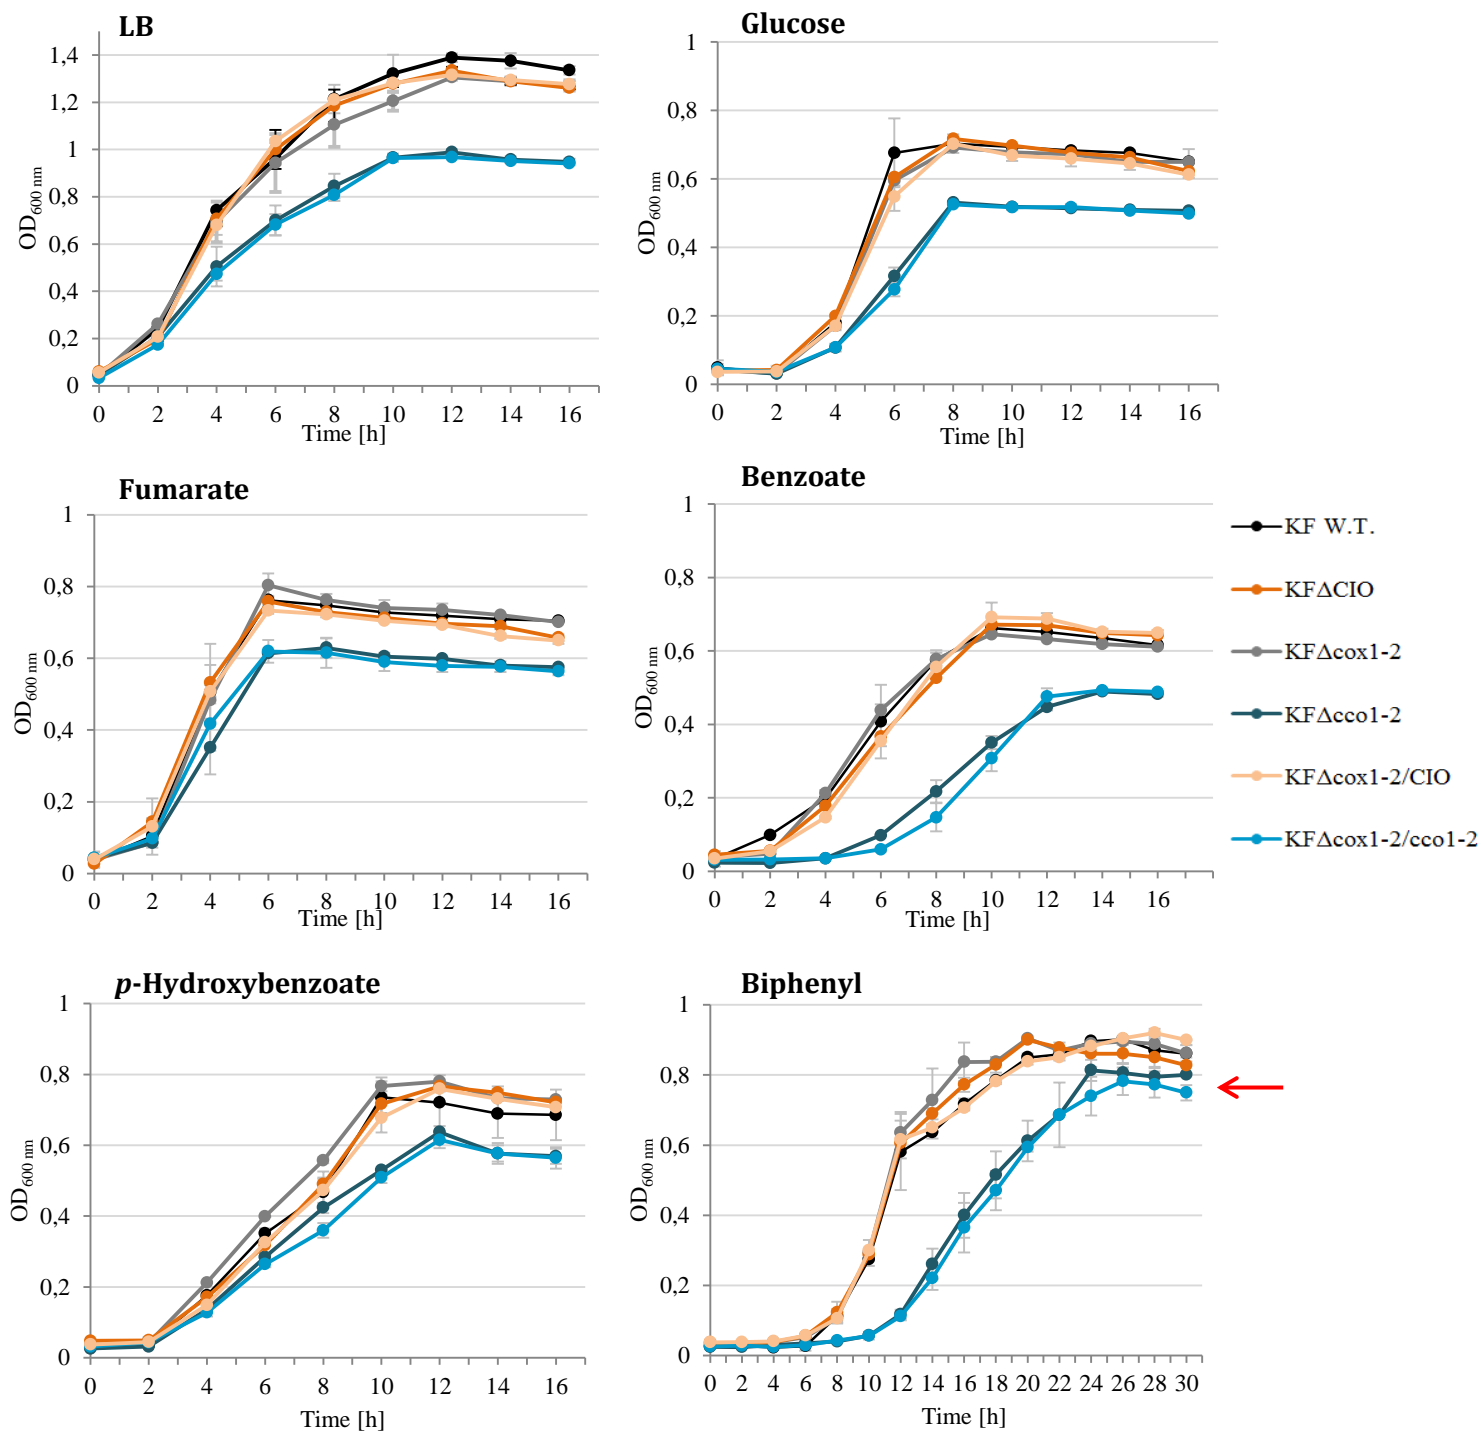 LB
OD600 nm
1,4
1,2
1
0,8
0,6
0,4
0,2
0
0 2 4 6 8 10 12 14 16
Time [h]
Glucose
OD600 nm
1
0,8
0,6
0,4
0,2
0
0 2 4 6 8 10 12 14 16
Time [h]
Fumarate
OD600 nm
1
0,8
0,6
0,4
0,2
0
0 2 4 6 8 10 12 14 16
Time [h]
Benzoate
OD600 nm
1
0,8
0,6
0,4
0,2
0
0 2 4 6 8 10 12 14 16
Time [h]
KF W.T.
KFΔCIO
KFΔcox1-2
KFΔcco1-2
KFΔcox1-2/CIO
KFΔcox1-2/cco1-2
p-Hydroxybenzoate
OD600 nm
1
0,8
0,6
0,4
0,2
0
0 2 4 6 8 10 12 14 16
Time [h]
Biphenyl
OD600 nm
1
0,8
0,6
0,4
0,2
0
0 2 4 6 8 10 12 14 16 18 20 22 24 26 28 30
Time [h]